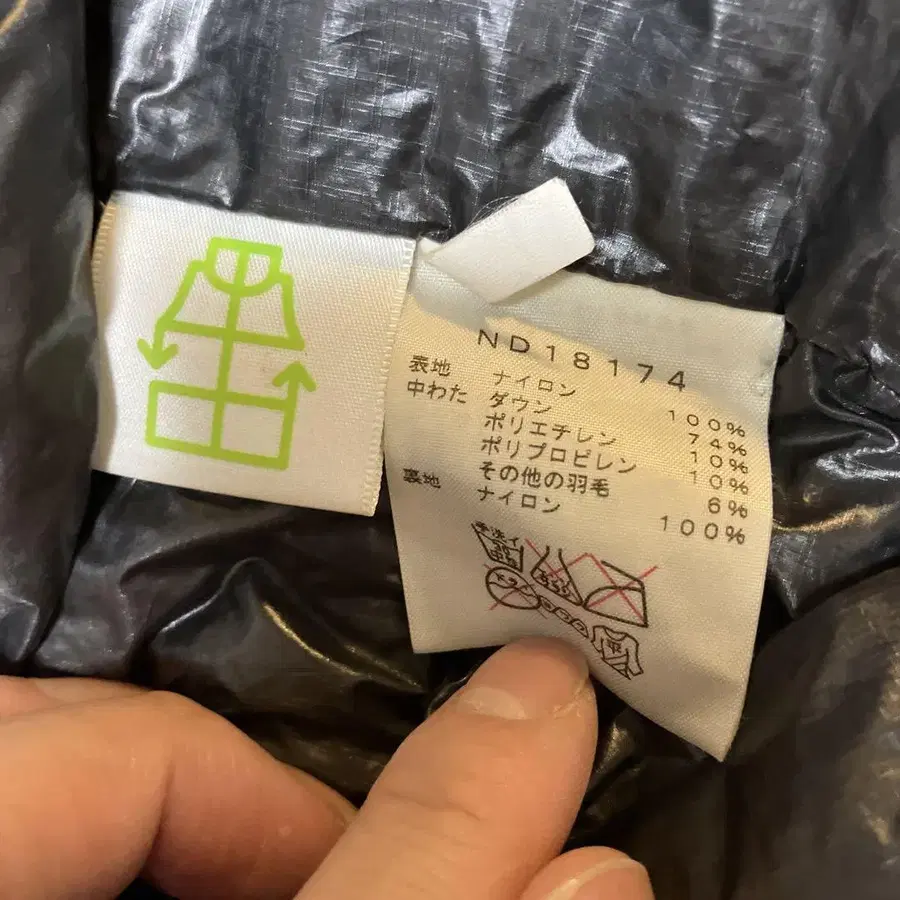 ND18174
表地 ナイロン 100%
中わた ダウン 74%
ポリエチレン 10%
ポリプロピレン 10%
その他の羽毛 6%
裏地 ナイロン 100%